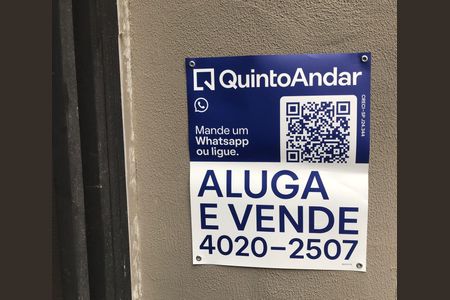 QuintoAndar
Mande um
Whatsapp
ou ligue.
ALUGA
E VENDE
4020-2507